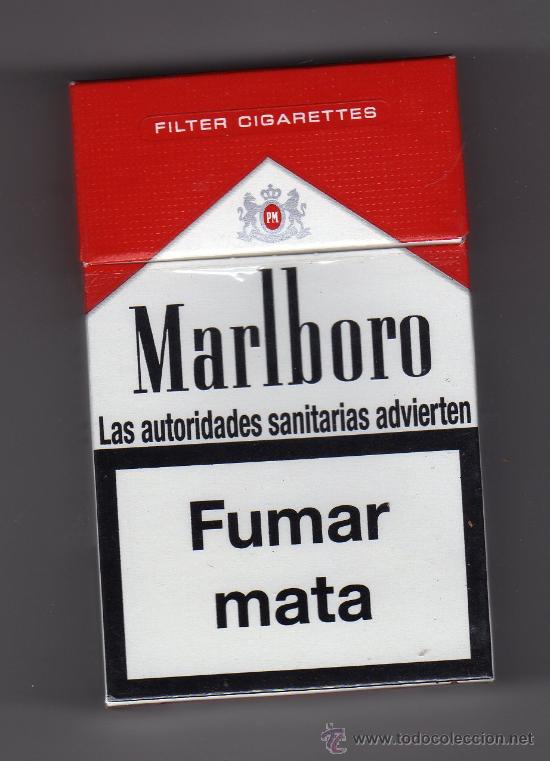 FILTER CIGARETTES
PM
Marlboro
Las autoridades sanitarias advierten
Fumar
mata
www.todocoleccion.net